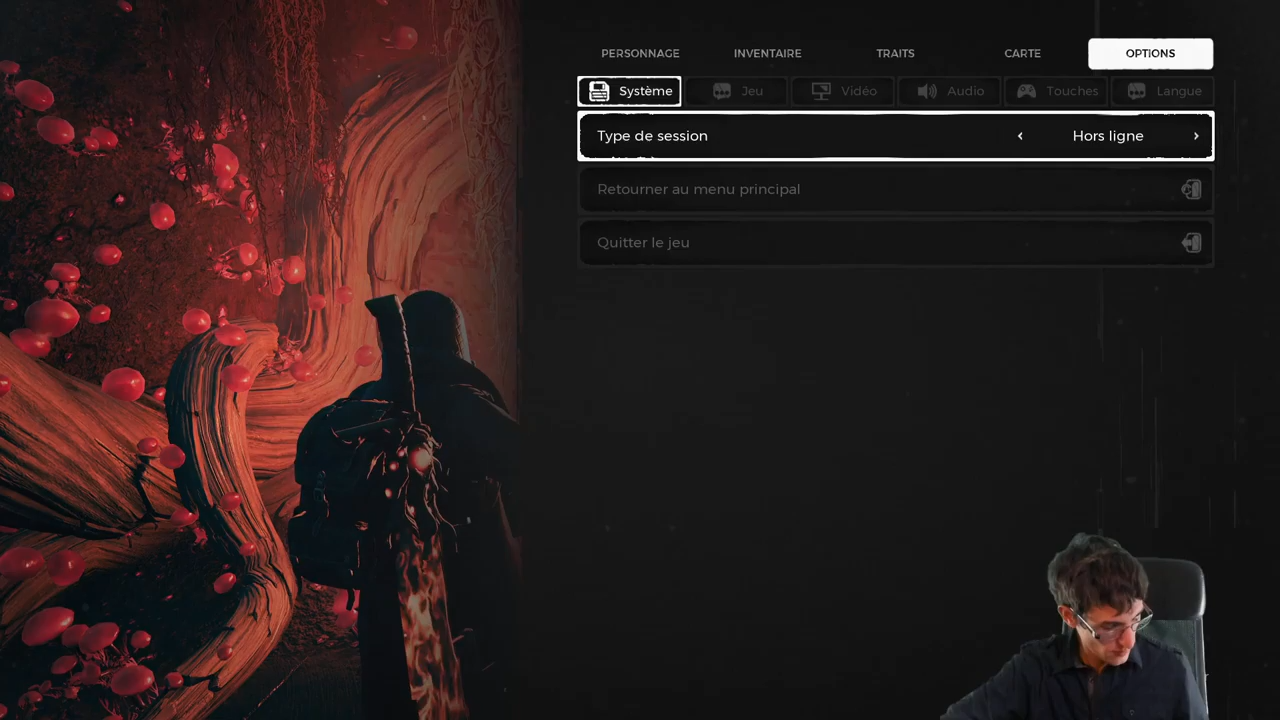 PERSONNAGE INVENTAIRE TRAITS CARTE OPTIONS
Système Jeu Vidéo Audio Touches Langue
Type de session Hors ligne
Retourner au menu principal
Quitter le jeu